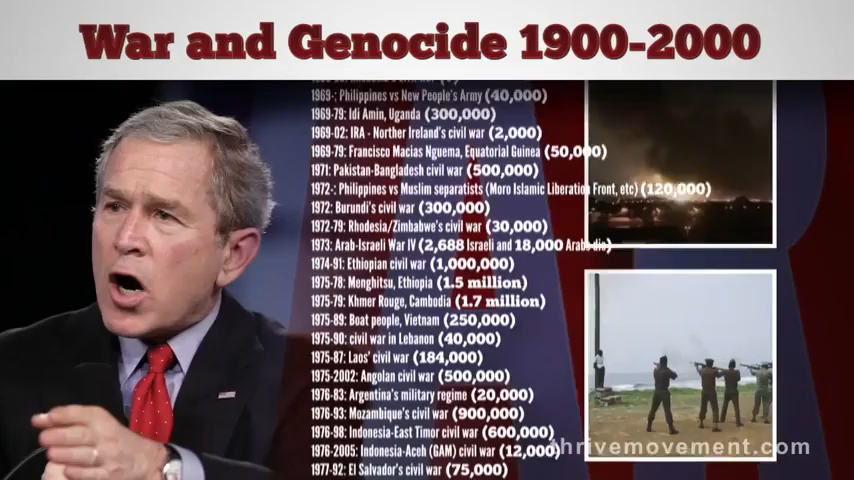 War and Genocide 1900-2000
1969-; Philippines vs New People's Army (40,000)
1969-79: Idi Amin, Uganda (300,000)
1969-02: IRA - Norther Ireland's civil war (2,000)
1969-79: Francisco Macias Nguema, Equatorial Guinea (50,000)
1971: Pakistan-Bangladesh civil war (500,000)
1972-: Philippines vs Muslim separatists (Moro Islamic Liberation Front, etc) (120,000)
1972: Burundi's civil war (300,000)
1972-79: Rhodesia/Zimbabwe's civil war (30,000)
1973: Arab-Israeli War IV (2,688 Israeli and 18,000 Arabs die)
1974-91: Ethiopian civil war (1,000,000)
1975-78: Menghitsu, Ethiopia (1.5 million)
1975-79: Khmer Rouge, Cambodia (1.7 million)
1975-89: Boat people, Vietnam (250,000)
1975-90: civil war in Lebanon (40,000)
1975-87: Laos' civil war (184,000)
1975-2002: Angolan civil war (500,000)
1976-83: Argentina's military regime (20,000)
1976-93: Mozambique's civil war (900,000)
1976-98: Indonesia-East Timor civil war (600,000)
1976-2005: Indonesia-Aceh (GAM) civil war (12,000)
thrivemovement.com
1977-92: El Salvador's civil war (75,000)